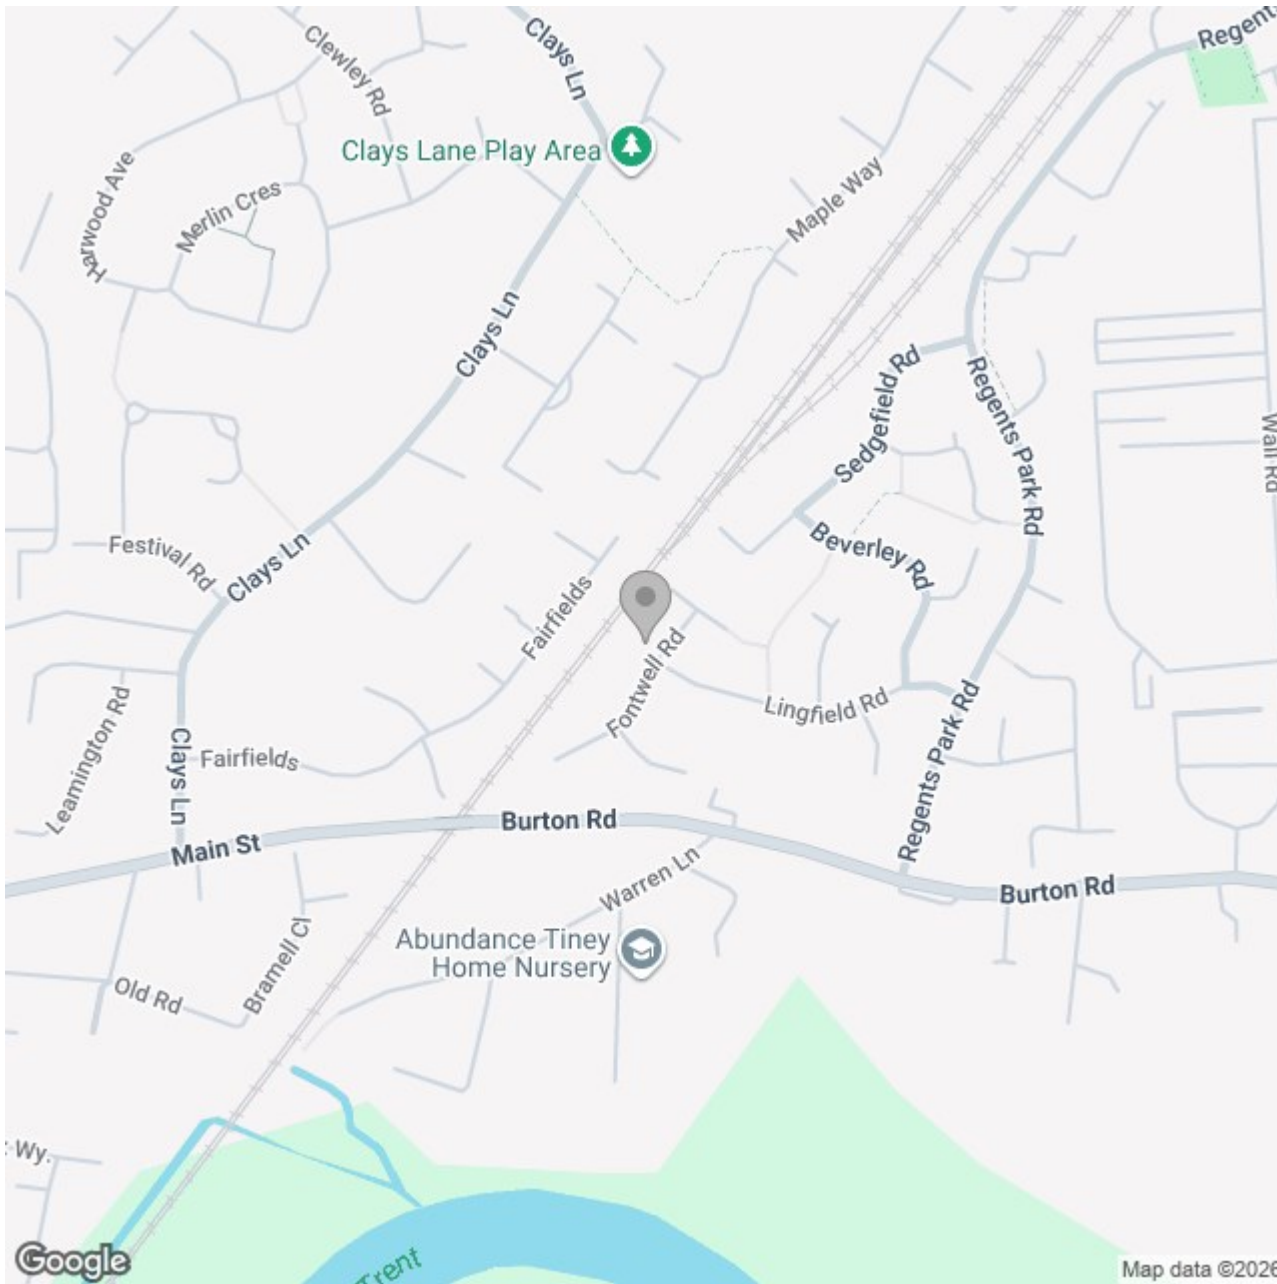 Regent
Clays Ln
Clewley Rd
Clays Lane Play Area
Harwood Ave
Merlin Cres
Maple Way
Clays Ln
Sedgefield Rd
Regents Park Rd
Wall Rd
Festival Rd
Clays Ln
Beverley Rd
Fairfields
Fontwell Rd
Lingfield Rd
Leamington Rd
Clays Ln
Fairfields
Regents Park Rd
Burton Rd
Main St
Warren Ln
Burton Rd
Abundance Tiney
Home Nursery
Bramell Cl
Old Rd
Wy.
Trent
Google
Map data ©2026